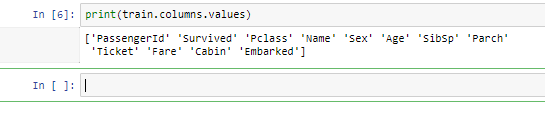 In [6]: print(train.columns.values)
['PassengerId' 'Survived' 'Pclass' 'Name' 'Sex' 'Age' 'SibSp' 'Parch'
'Ticket' 'Fare' 'Cabin' 'Embarked']
In [ ]: